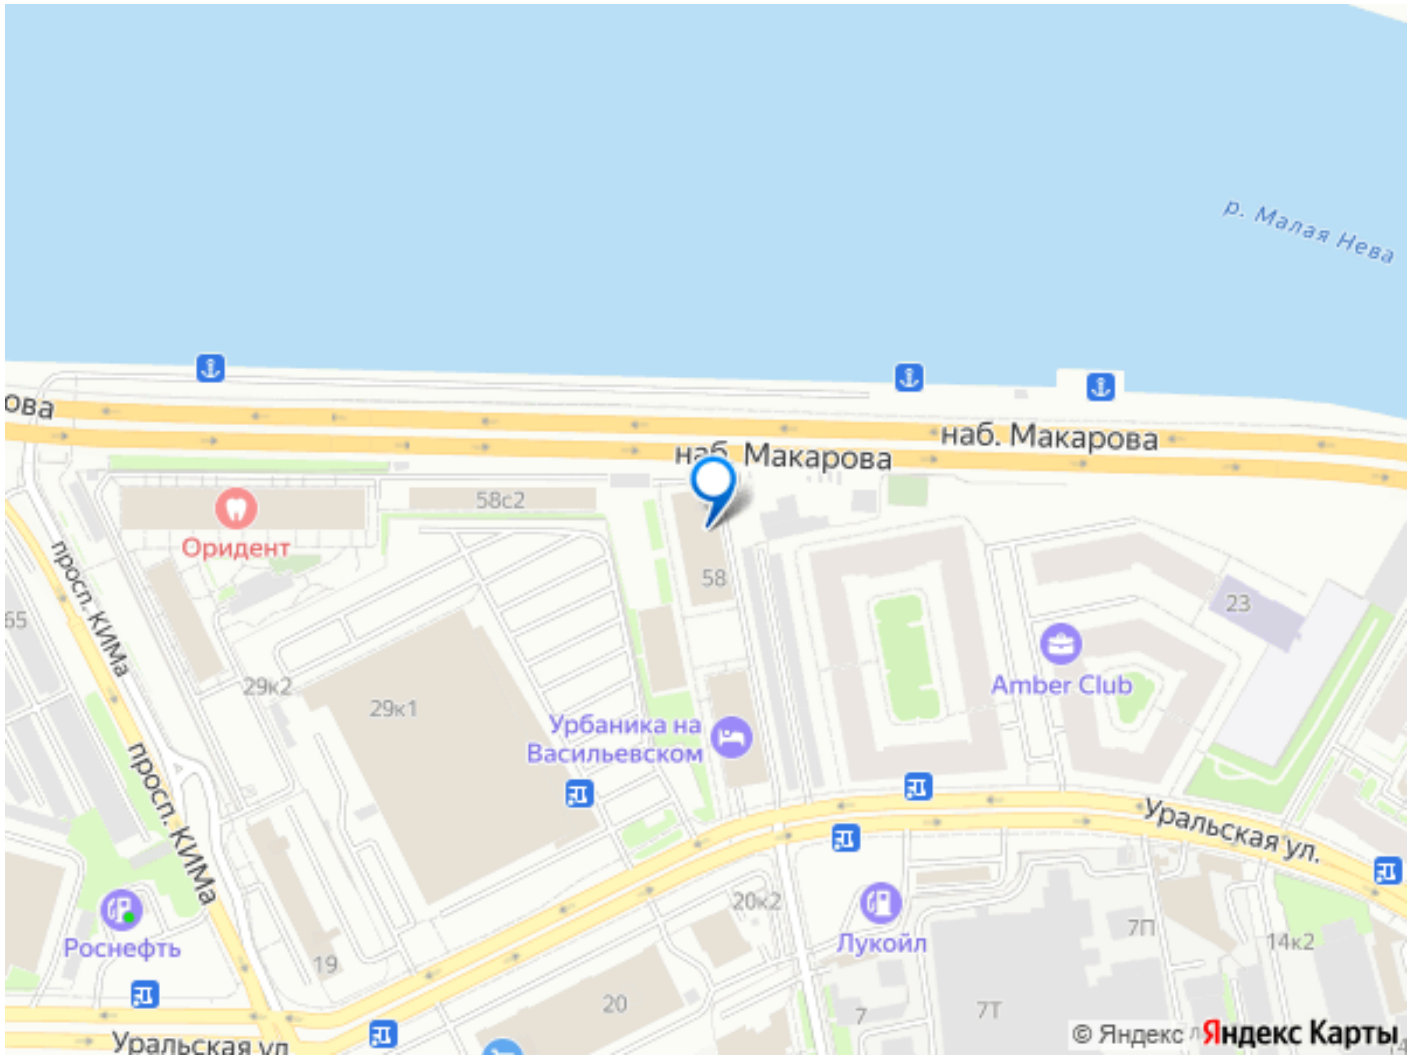 р. Малая Нева
ова
наб. Макарова
наб. Макарова
58с2
Оридент
просп. КИМа
58
65
23
29к2
Amber Club
29к1
Урбаника на
Васильевском
просп. КИМа
Уральская ул.
20к2
7П
Роснефть
Лукойл
14к2
19
20
7
7Т
© Яндекс
Яндекс Карты
Уральская ул
14